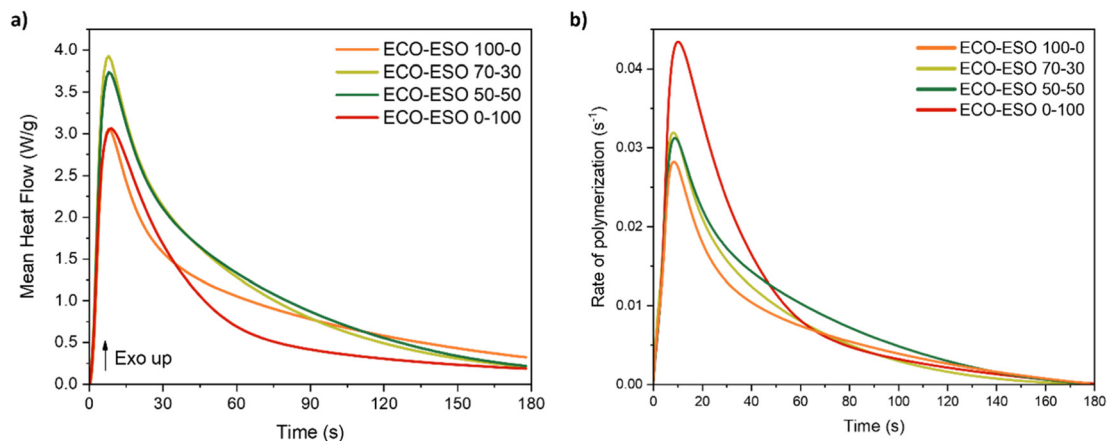 a)
Mean Heat Flow (W/g)
4.0
3.5
3.0
2.5
2.0
1.5
1.0
0.5
0.0
ECO-ESO 100-0
ECO-ESO 70-30
ECO-ESO 50-50
ECO-ESO 0-100
Exo up
0 30 60 90 120 150 180
Time (s)
b)
Rate of polymerization (s⁻¹)
0.04
0.03
0.02
0.01
0.00
ECO-ESO 100-0
ECO-ESO 70-30
ECO-ESO 50-50
ECO-ESO 0-100
0 20 40 60 80 100 120 140 160 180
Time (s)